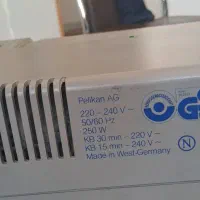 Pelikan AG
220 - 240 V ~
50/60 Hz
250 W
KB 30 min - 220 V ~
KB 15 min - 240 V ~
Made in West-Germany
GS
N